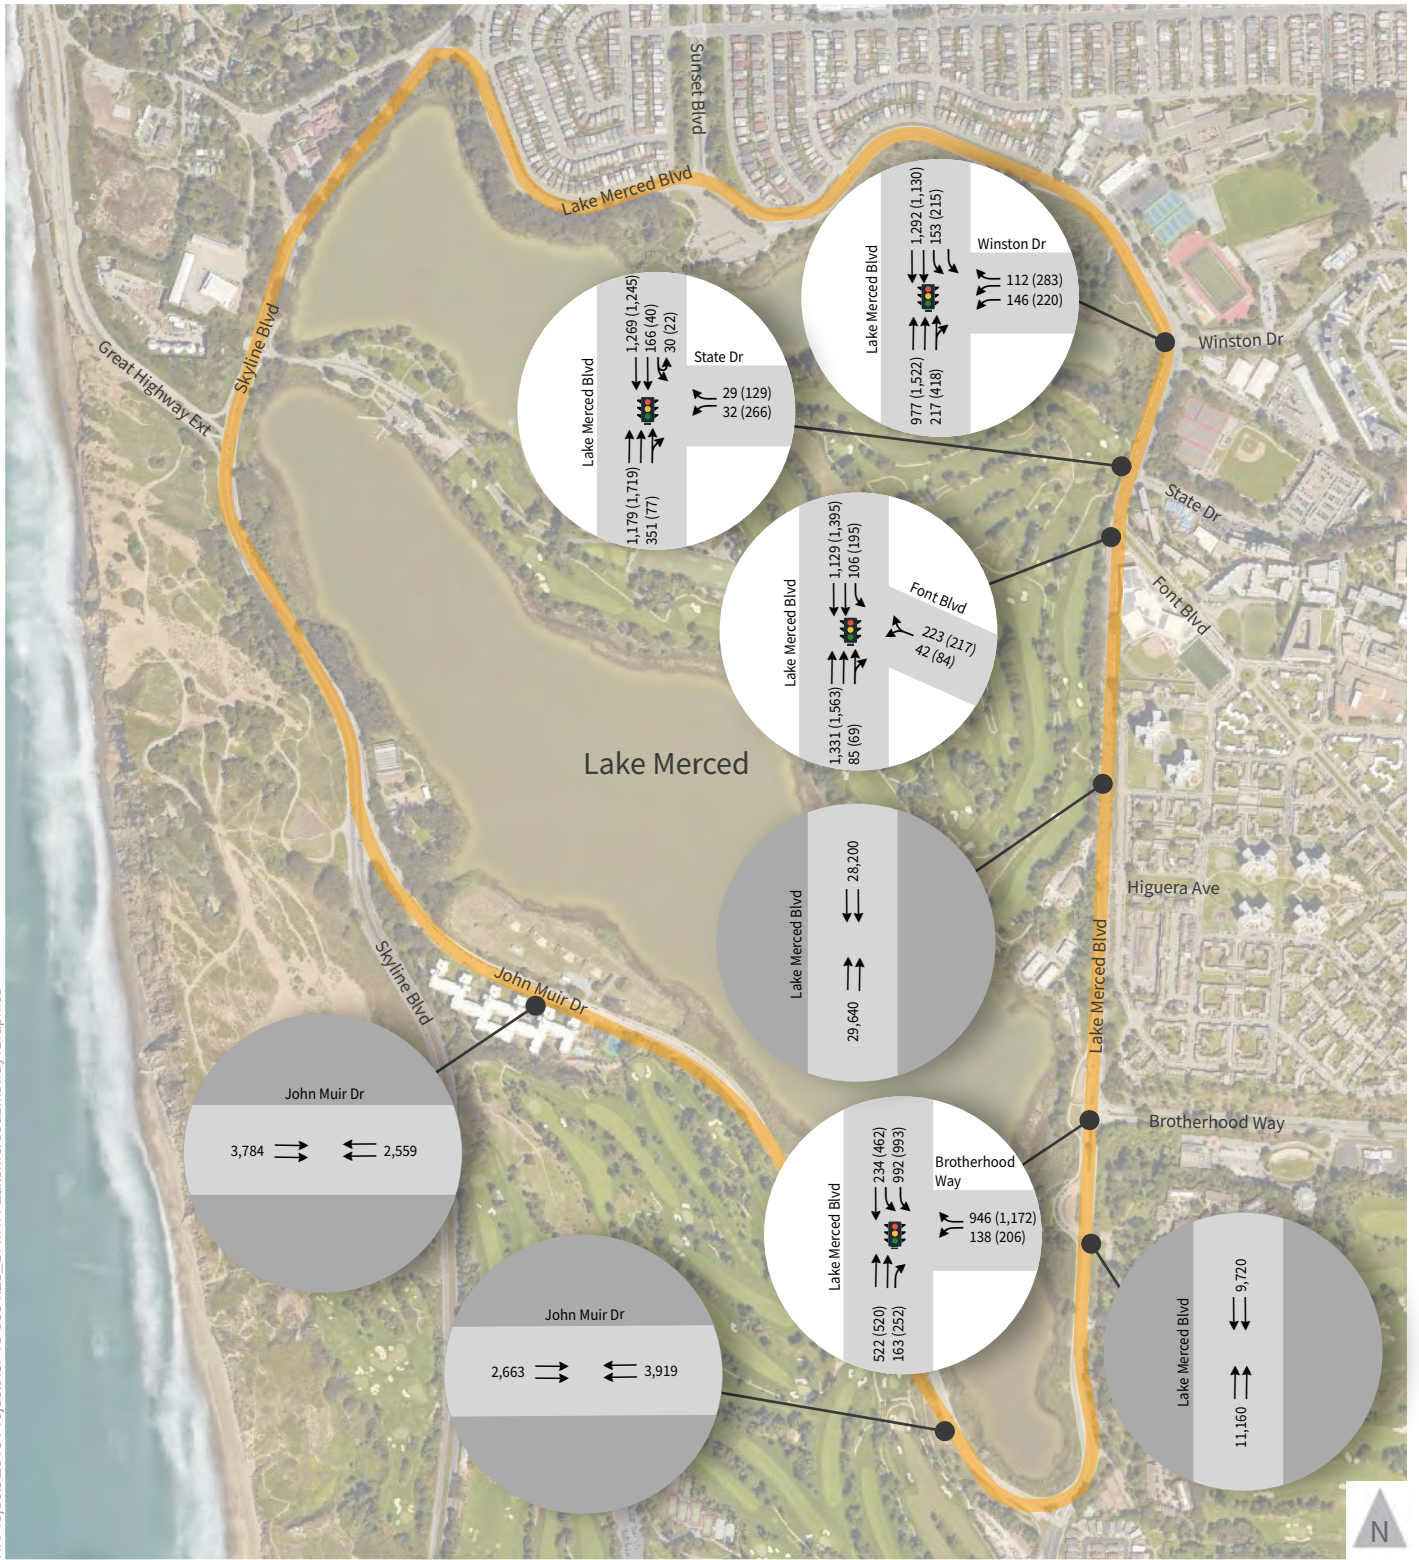 Sunset Blvd
Lake Merced Blvd
Skyline Blvd
Great Highway Ext
Lake Merced Blvd
1,292 (1,130)
153 (215)
Winston Dr
112 (283)
146 (220)
977 (1,522)
217 (418)
Winston Dr
Lake Merced Blvd
1,269 (1,245)
166 (40)
30 (22)
State Dr
29 (129)
32 (266)
1,179 (1,719)
351 (77)
State Dr
Lake Merced Blvd
1,129 (1,395)
106 (195)
Font Blvd
223 (217)
42 (84)
1,331 (1,563)
85 (69)
Font Blvd
Lake Merced
Lake Merced Blvd
28,200
29,640
Higuera Ave
Lake Merced Blvd
Skyline Blvd
John Muir Dr
John Muir Dr
3,784
2,559
Brotherhood Way
Lake Merced Blvd
234 (462)
992 (993)
Brotherhood
Way
946 (1,172)
138 (206)
522 (520)
163 (252)
John Muir Dr
2,663
3,919
Lake Merced Blvd
9,720
11,160
N